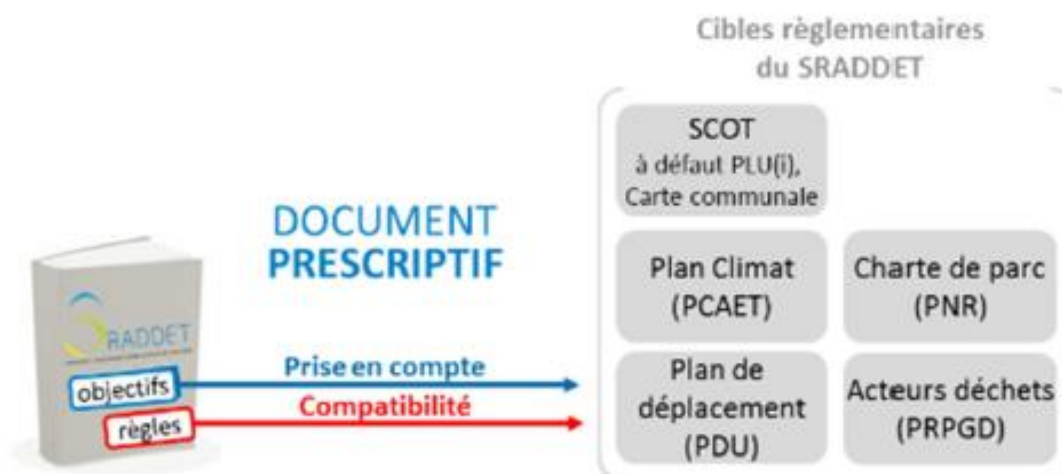 Cibles règlementaires
du SRADDET
SCOT
à défaut PLU(i),
Carte communale
DOCUMENT
PRESCRIPTIF
Plan Climat
(PCAET)
Charte de parc
(PNR)
SRADDET
objectifs
règles
Prise en compte
Compatibilité
Plan de
déplacement
(PDU)
Acteurs déchets
(PRPGD)